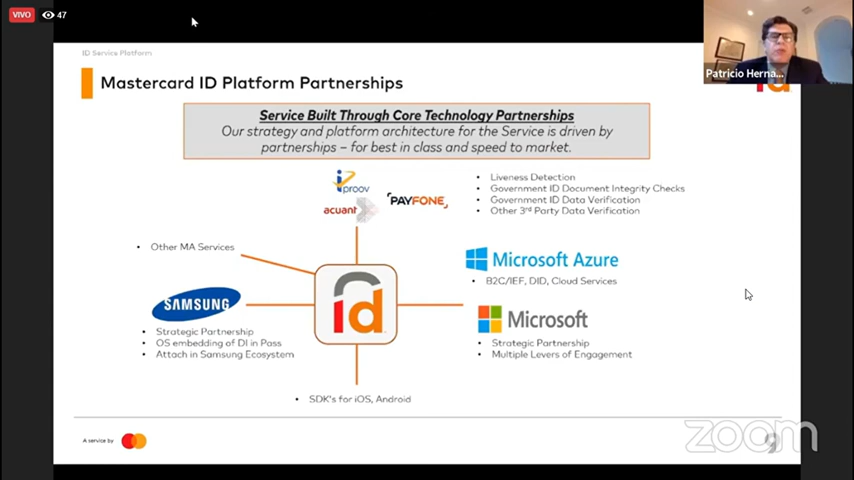 VIVO
47
Patricio Herna...
ID Service Platform
Mastercard ID Platform Partnerships
id
Service Built Through Core Technology Partnerships
Our strategy and platform architecture for the Service is driven by
partnerships – for best in class and speed to market.
iproov
acuant
PAYFONE
• Liveness Detection
• Government ID Document Integrity Checks
• Government ID Data Verification
• Other 3rd Party Data Verification
• Other MA Services
Microsoft Azure
• B2C/IEF, DID, Cloud Services
SAMSUNG
• Strategic Partnership
• OS embedding of DI in Pass
• Attach in Samsung Ecosystem
id
Microsoft
• Strategic Partnership
• Multiple Levers of Engagement
• SDK's for iOS, Android
A service by
zoom